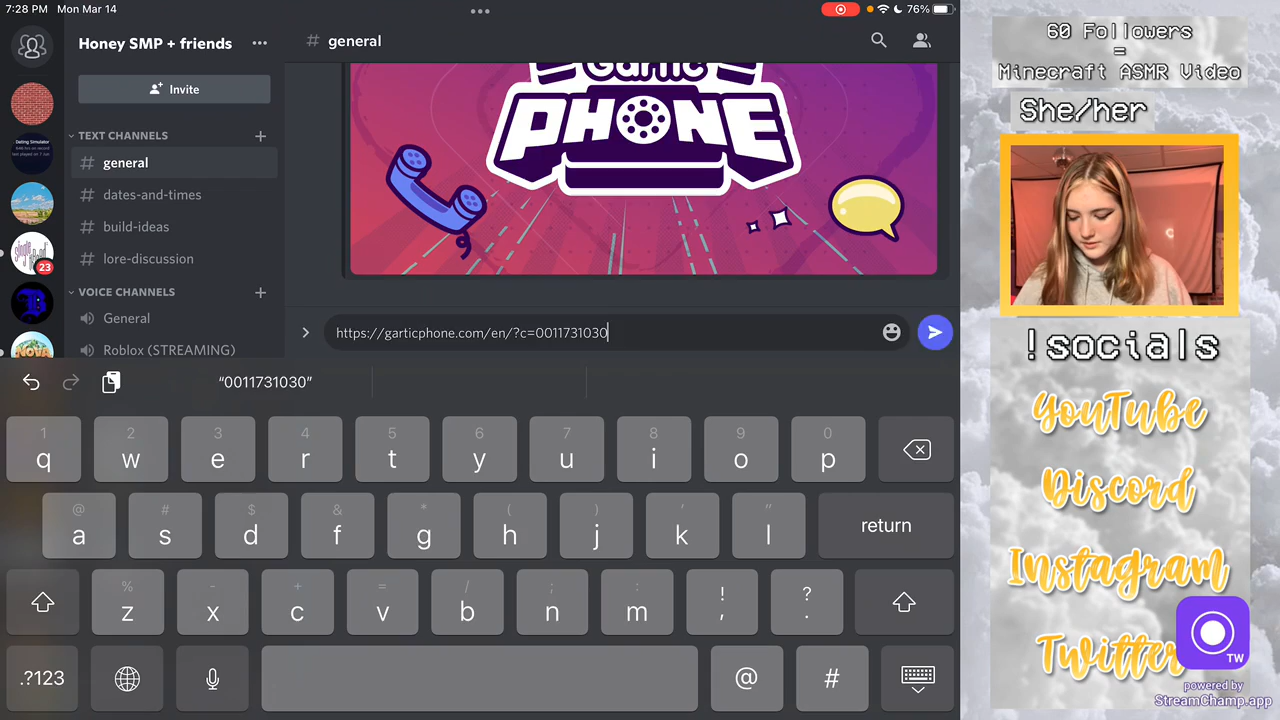 7:28 PM Mon Mar 14
76%
Honey SMP + friends
Invite
TEXT CHANNELS
general
dates-and-times
build-ideas
lore-discussion
VOICE CHANNELS
General
Roblox (STREAMING)
23
# general
Gartic
PHONE
https://garticphone.com/en/?c=0011731030
“0011731030”
1 2 3 4 5 6 7 8 9 0
q w e r t y u i o p
@ # $ & * ( ) ' "
a s d f g h j k l return
% - + = / ; : ! ?
z x c v b n m , .
.?123 @ #
60 Followers
=
Minecraft ASMR Video
She/her
!socials
YouTube
Discord
Instagram
Twitter
TW
powered by
StreamChamp.app